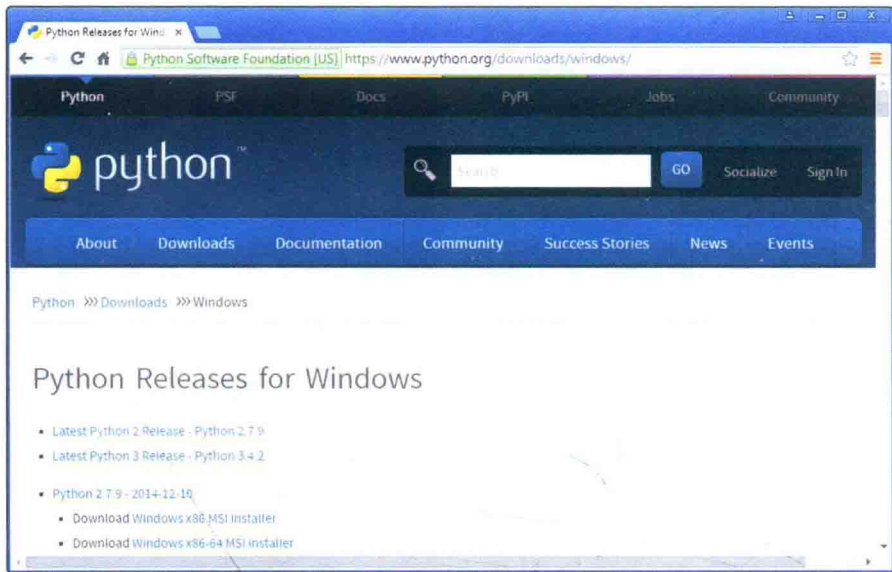 Python Releases for Wind
Python Software Foundation [US] https://www.python.org/downloads/windows/
Python PSF Docs PyPI Jobs Community
python™
Search GO Socialize Sign In
About Downloads Documentation Community Success Stories News Events
Python >>> Downloads >>> Windows
Python Releases for Windows
• Latest Python 2 Release - Python 2.7.9
• Latest Python 3 Release - Python 3.4.2
• Python 2.7.9 - 2014-12-10
• Download Windows x86 MSI installer
• Download Windows x86-64 MSI installer